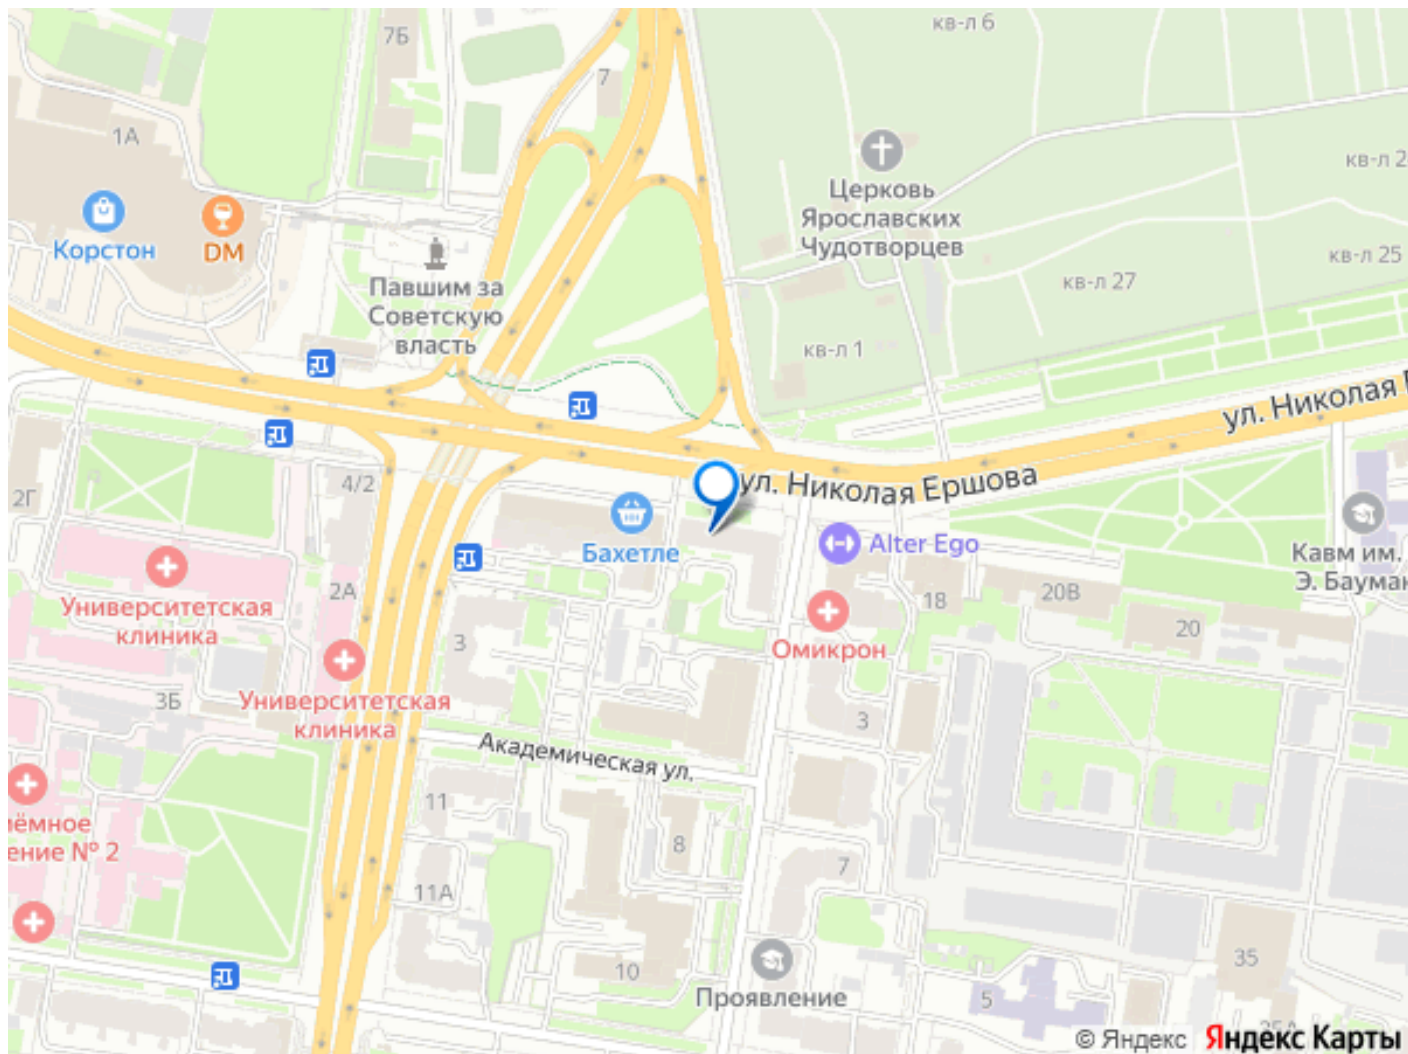 кв-л 6
7Б
7
1А
кв-л 2
Церковь
Ярославских
Чудотворцев
Корстон
DM
кв-л 25
кв-л 27
Павшим за
Советскую
власть
кв-л 1
ул. Николая
ул. Николая Ершова
4/2
2Г
Бахетле
Alter Ego
Кавм им.
Э. Бауман
Университетская
клиника
2А
18
20В
20
3
Омикрон
3Б
Университетская
клиника
3
Академическая ул.
11
8
7
ёмное
ение № 2
11А
10
Проявление
5
35
35А
© Яндекс Яндекс Карты